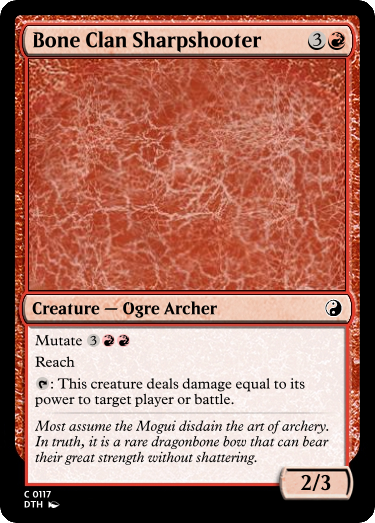 Bone Clan Sharpshooter 3
Creature — Ogre Archer
Mutate 3
Reach
: This creature deals damage equal to its
power to target player or battle.
Most assume the Mogui disdain the art of archery.
In truth, it is a rare dragonbone bow that can bear
their great strength without shattering.
2/3
C 0117
DTH